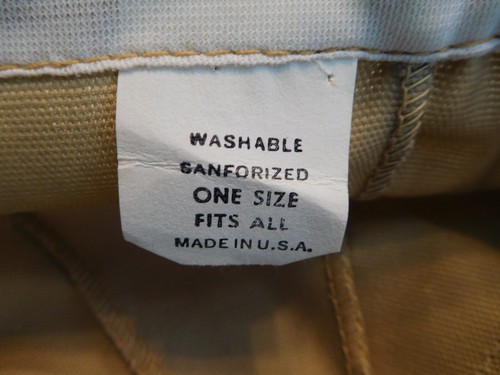 WASHABLE
SANFORIZED
ONE SIZE
FITS ALL
MADE IN U.S.A.